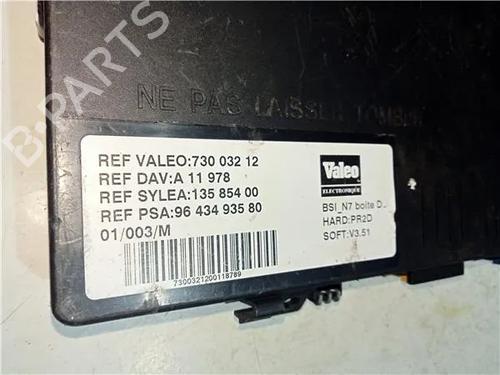 B-PARTS
NE PAS LAISSER TOMBER
REF VALEO:730 032 12
REF DAV:A 11 978
REF SYLEA:135 854 00
REF PSA:96 434 935 80
01/003/M
Valeo
ELECTRONIQUE
BSI_N7 boite D..
HARD:PR2D
SOFT:V3.51
7300321200118789